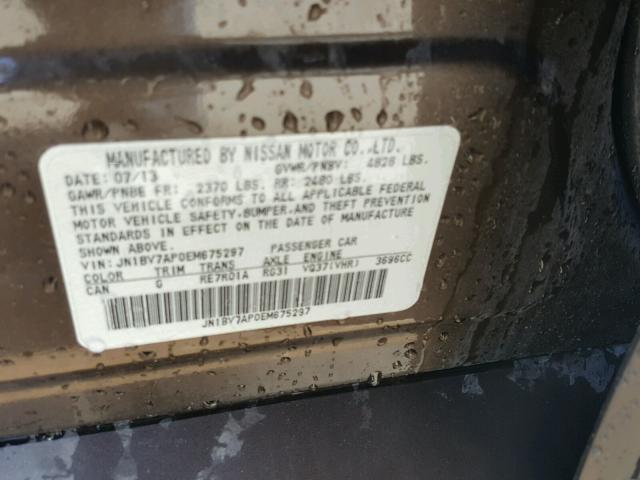 MANUFACTURED BY NISSAN MOTOR CO.,LTD.
DATE: 07/13 GVWR/PNBV: 4828 LBS.
GAWR/PNBE FR: 2370 LBS. RR: 2480 LBS.
THIS VEHICLE CONFORMS TO ALL APPLICABLE FEDERAL
MOTOR VEHICLE SAFETY,BUMPER,AND THEFT PREVENTION
STANDARDS IN EFFECT ON THE DATE OF MANUFACTURE
SHOWN ABOVE.
VIN: JN1BV7AP0EM675297 PASSENGER CAR
COLOR TRIM TRANS AXLE ENGINE
CAN G RE7R01A RG31 VQ37(VHR) 3696CC
JN1BY7AP0EM675297